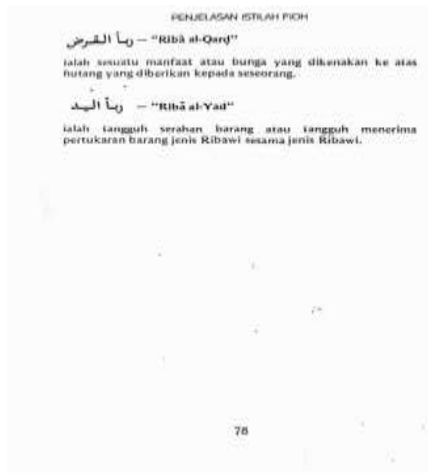 PENJELASAN ISTILAH FIQH
ربا القرض — "Ribā al-Qarḍ"
ialah sesuatu manfaat atau bunga yang dikenakan ke atas
hutang yang diberikan kepada seseorang.
ربا اليد — "Ribā al-Yad"
ialah tangguh serahan barang atau tangguh menerima
pertukaran barang jenis Ribawi sesama jenis Ribawi.
78